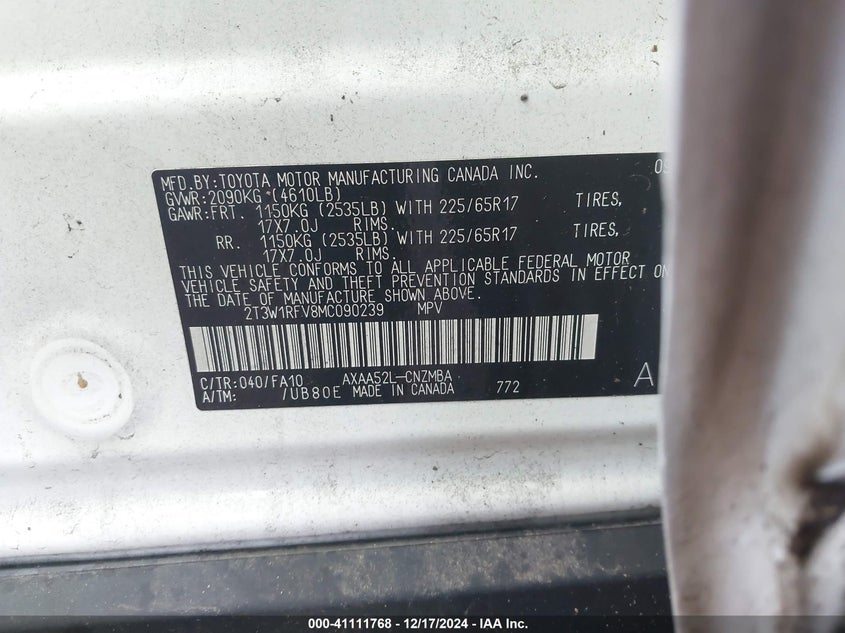 MFD.BY:TOYOTA MOTOR MANUFACTURING CANADA INC. 09
GVWR:2090KG (4610LB)
GAWR:FRT. 1150KG (2535LB) WITH 225/65R17 TIRES,
17X7.0J RIMS.
RR. 1150KG (2535LB) WITH 225/65R17 TIRES,
17X7.0J RIMS.
THIS VEHICLE CONFORMS TO ALL APPLICABLE FEDERAL MOTOR
VEHICLE SAFETY AND THEFT PREVENTION STANDARDS IN EFFECT ON
THE DATE OF MANUFACTURE SHOWN ABOVE.
2T3W1RFV8MC090239 MPV
C/TR:040/FA10 AXAA52L-CNZMBA A
A/TM: /UB80E MADE IN CANADA 772
000-41111768 - 12/17/2024 - IAA Inc.